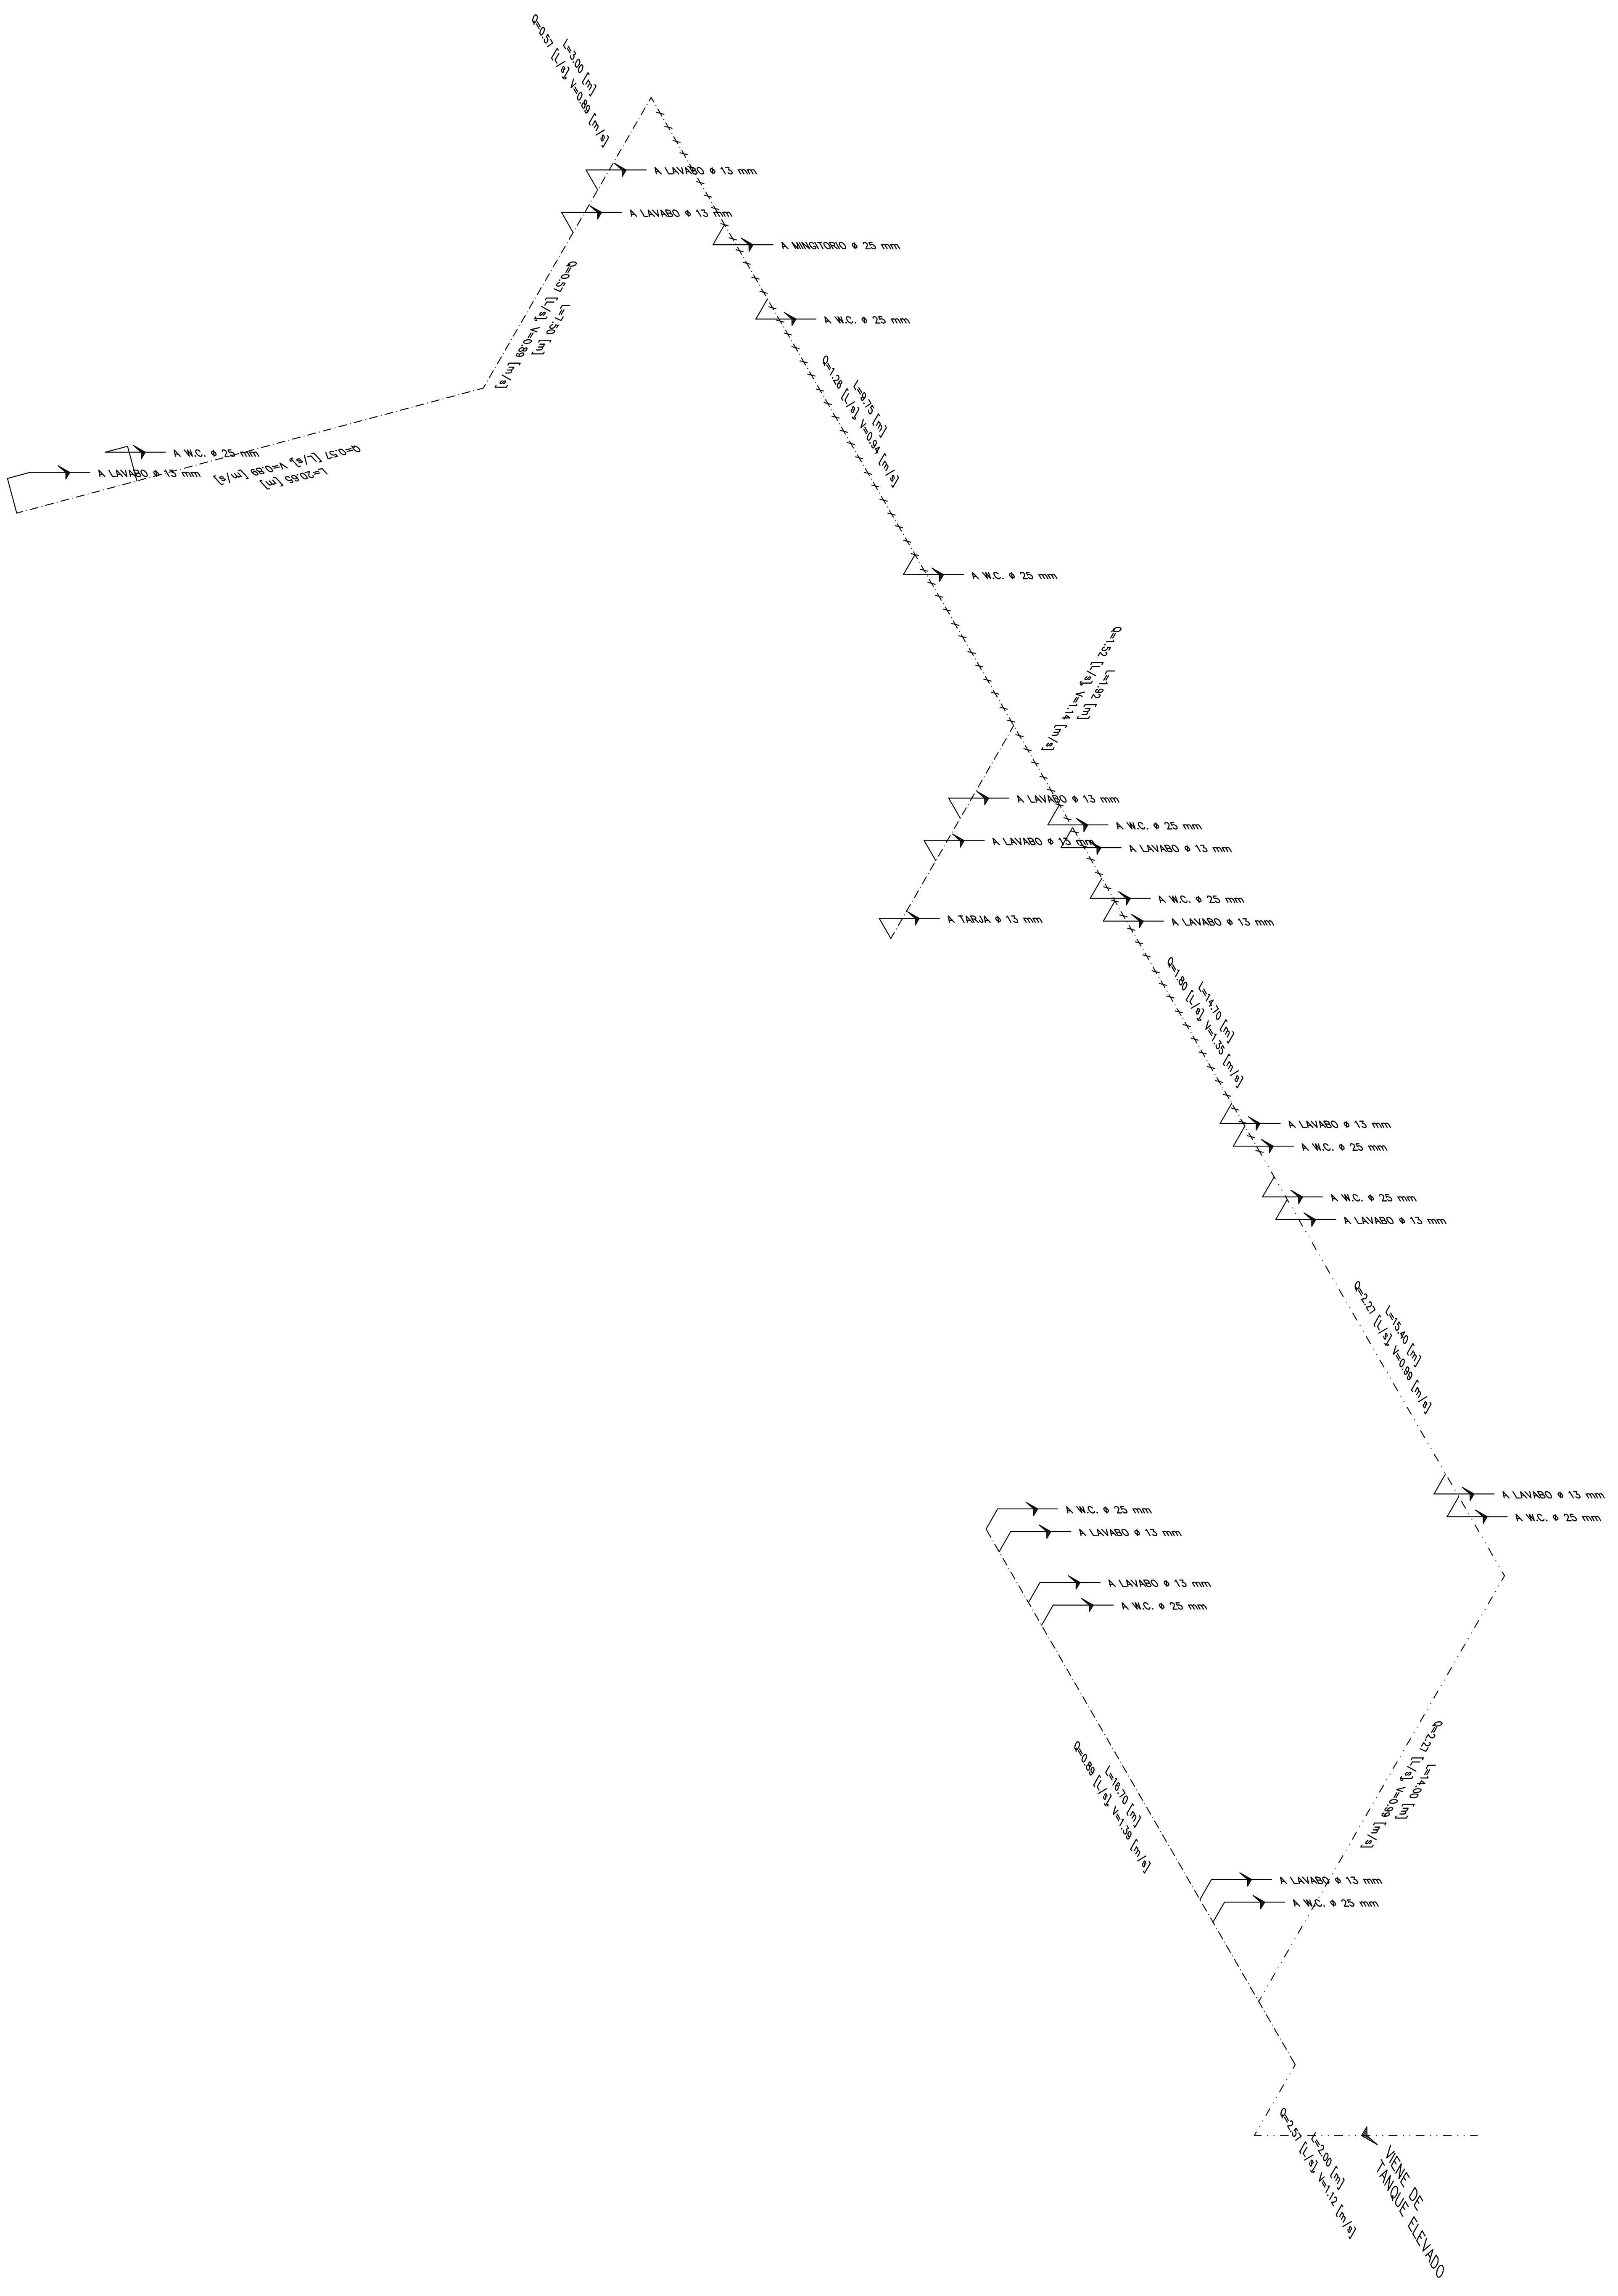 L=3.00 [m]
Q=0.57 [L/s], V=0.89 [m/s]
A LAVABO ø 13 mm
A LAVABO ø 13 mm
A MINGITORIO ø 25 mm
L=7.50 [m]
Q=0.57 [L/s], V=0.89 [m/s]
A W.C. ø 25 mm
L=9.75 [m]
Q=1.26 [L/s], V=0.94 [m/s]
A W.C. ø 25 mm
A LAVABO ø 13 mm
Q=0.57 [L/s], V=0.89 [m/s]
L=20.65 [m]
A W.C. ø 25 mm
L=1.92 [m]
Q=1.52 [L/s], V=1.14 [m/s]
A LAVABO ø 13 mm
A W.C. ø 25 mm
A LAVABO ø 13 mm
A LAVABO ø 13 mm
A W.C. ø 25 mm
A TARJA ø 13 mm
A LAVABO ø 13 mm
L=14.70 [m]
Q=1.80 [L/s], V=1.35 [m/s]
A LAVABO ø 13 mm
A W.C. ø 25 mm
A W.C. ø 25 mm
A LAVABO ø 13 mm
L=15.40 [m]
Q=2.27 [L/s], V=0.99 [m/s]
A LAVABO ø 13 mm
A W.C. ø 25 mm
A W.C. ø 25 mm
A LAVABO ø 13 mm
A LAVABO ø 13 mm
A W.C. ø 25 mm
L=16.70 [m]
Q=0.89 [L/s], V=1.39 [m/s]
L=14.00 [m]
Q=2.27 [L/s], V=0.99 [m/s]
A LAVABO ø 13 mm
A W.C. ø 25 mm
L=2.00 [m]
Q=2.57 [L/s], V=1.12 [m/s]
VIENE DE
TANQUE ELEVADO